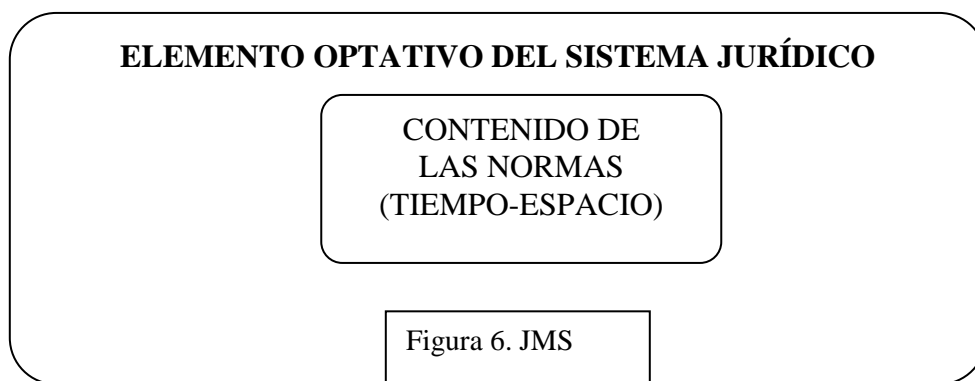 ELEMENTO OPTATIVO DEL SISTEMA JURÍDICO
CONTENIDO DE
LAS NORMAS
(TIEMPO-ESPACIO)
Figura 6. JMS